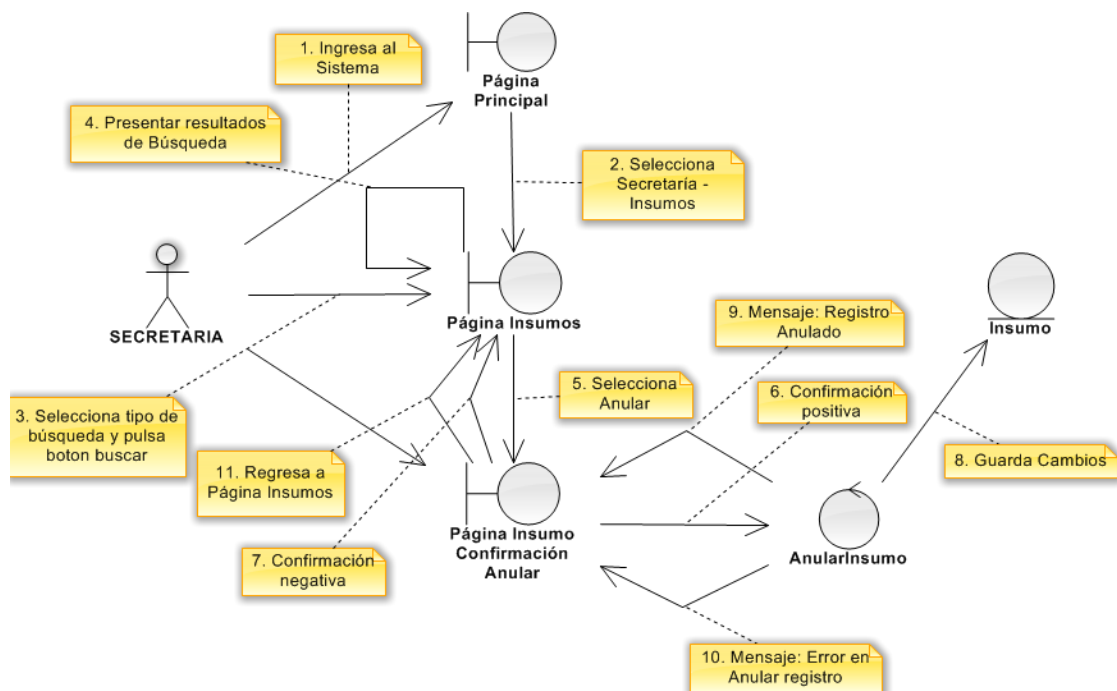 1. Ingresa al
Sistema
Página
Principal
4. Presentar resultados
de Búsqueda
2. Selecciona
Secretaría -
Insumos
SECRETARIA
Página Insumos
Insumo
9. Mensaje: Registro
Anulado
5. Selecciona
Anular
6. Confirmación
positiva
3. Selecciona tipo de
búsqueda y pulsa
boton buscar
11. Regresa a
Página Insumos
8. Guarda Cambios
Página Insumo
Confirmación
Anular
AnularInsumo
7. Confirmación
negativa
10. Mensaje: Error en
Anular registro